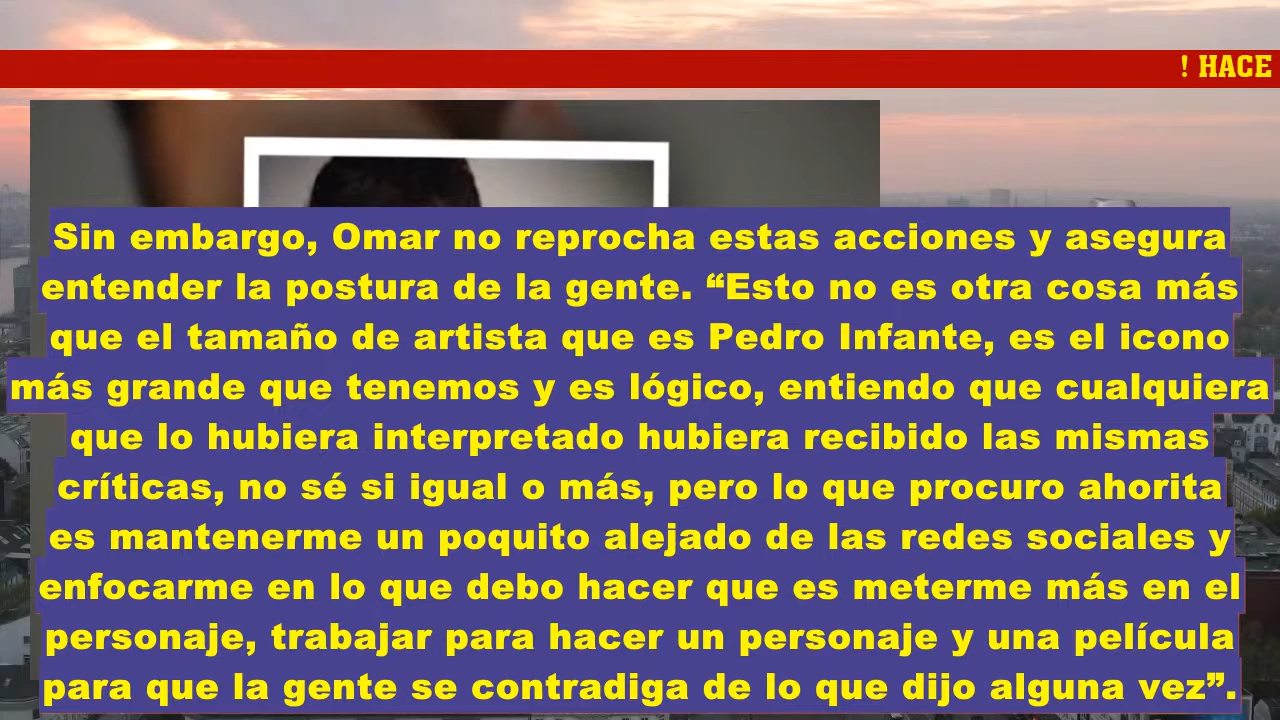 ! HACE
Sin embargo, Omar no reprocha estas acciones y asegura
entender la postura de la gente. “Esto no es otra cosa más
que el tamaño de artista que es Pedro Infante, es el icono
más grande que tenemos y es lógico, entiendo que cualquiera
que lo hubiera interpretado hubiera recibido las mismas
críticas, no sé si igual o más, pero lo que procuro ahorita
es mantenerme un poquito alejado de las redes sociales y
enfocarme en lo que debo hacer que es meterme más en el
personaje, trabajar para hacer un personaje y una película
para que la gente se contradiga de lo que dijo alguna vez”.